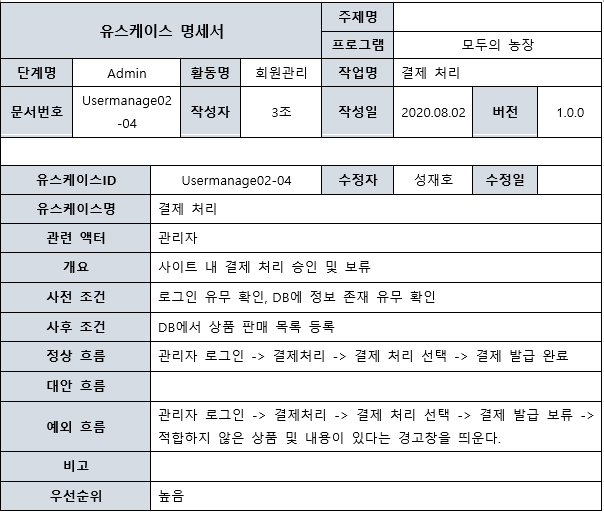 유스케이스 명세서
주제명
프로그램 모두의 농장
단계명 Admin 활동명 회원관리 작업명 결제 처리
문서번호 Usermanage02
-04 작성자 3조 작성일 2020.08.02 버전 1.0.0
유스케이스ID Usermanage02-04 수정자 성재호 수정일
유스케이스명 결제 처리
관련 액터 관리자
개요 사이트 내 결제 처리 승인 및 보류
사전 조건 로그인 유무 확인, DB에 정보 존재 유무 확인
사후 조건 DB에서 상품 판매 목록 등록
정상 흐름 관리자 로그인 -> 결제처리 -> 결제 처리 선택 -> 결제 발급 완료
대안 흐름
예외 흐름 관리자 로그인 -> 결제처리 -> 결제 처리 선택 -> 결제 발급 보류 ->
적합하지 않은 상품 및 내용이 있다는 경고창을 띄운다.
비고
우선순위 높음